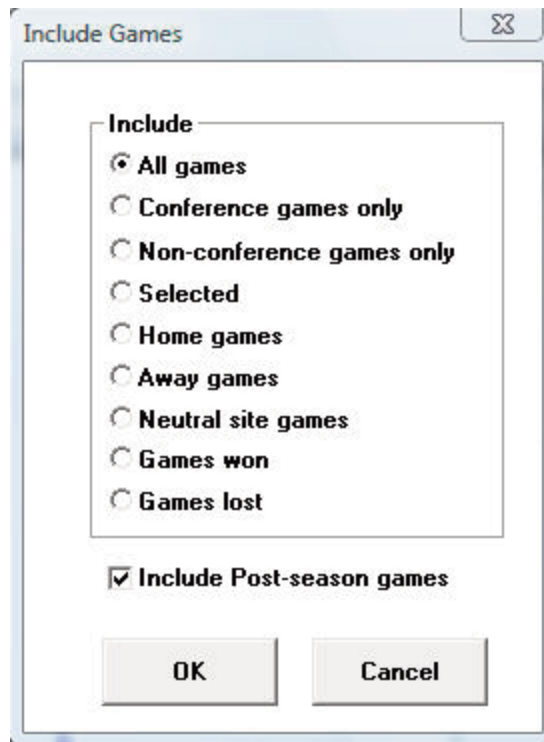 Include Games
Include
All games
Conference games only
Non-conference games only
Selected
Home games
Away games
Neutral site games
Games won
Games lost
Include Post-season games
OK
Cancel